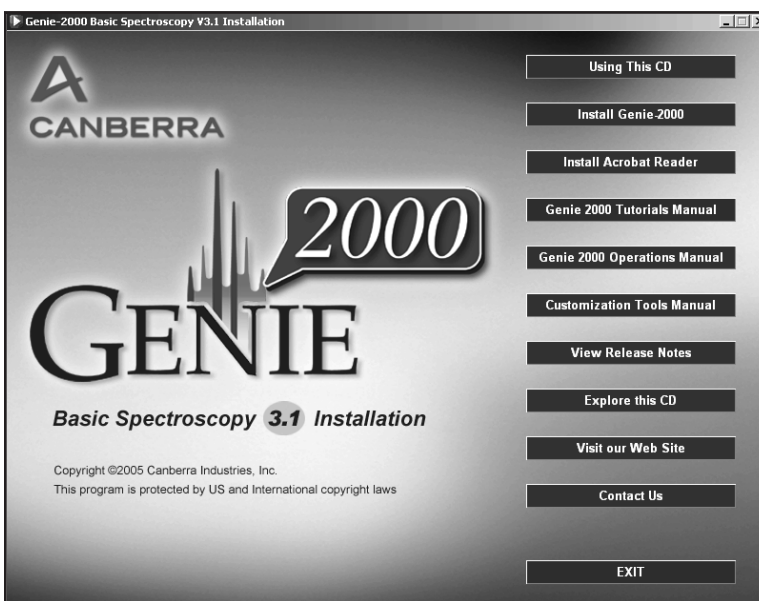 Genie-2000 Basic Spectroscopy V3.1 Installation
CANBERRA
2000
GENIE
Basic Spectroscopy 3.1 Installation
Copyright ©2005 Canberra Industries, Inc.
This program is protected by US and International copyright laws
Using This CD
Install Genie-2000
Install Acrobat Reader
Genie 2000 Tutorials Manual
Genie 2000 Operations Manual
Customization Tools Manual
View Release Notes
Explore this CD
Visit our Web Site
Contact Us
EXIT